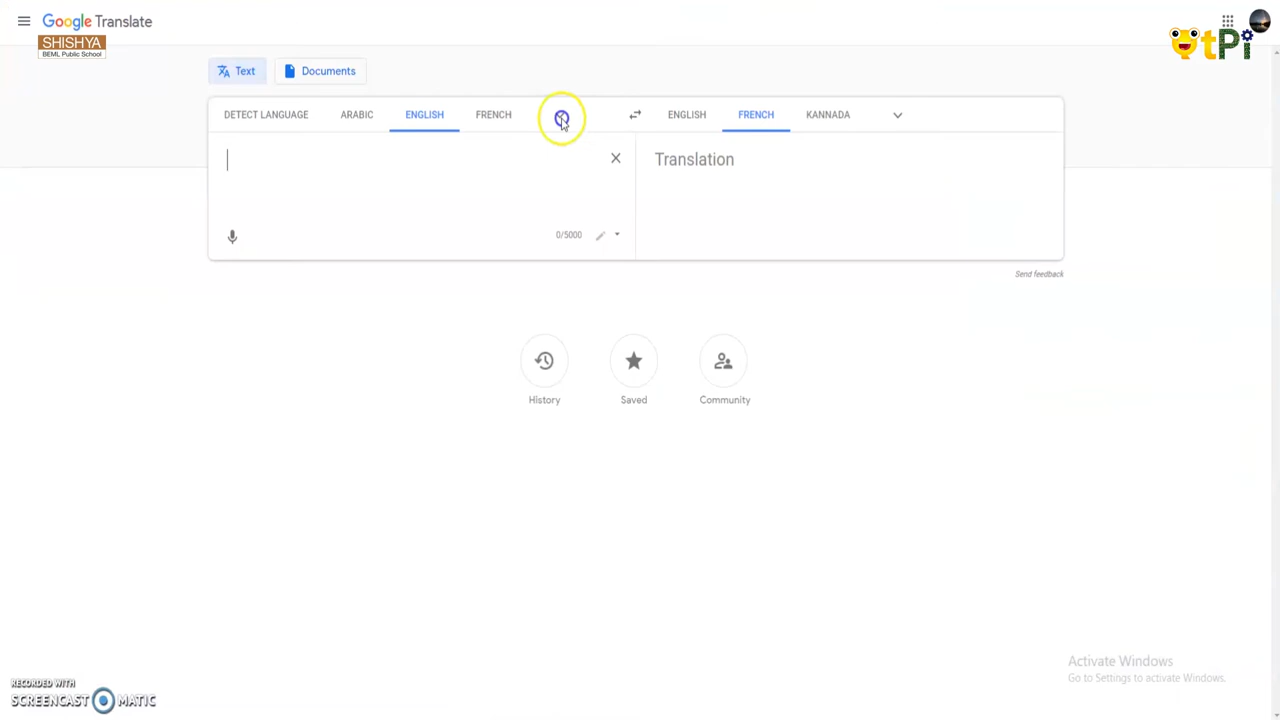 Google Translate
SHISHYA
BEML Public School
QtPi
Text
Documents
DETECT LANGUAGE
ARABIC
ENGLISH
FRENCH
ENGLISH
FRENCH
KANNADA
Translation
0/5000
Send feedback
History
Saved
Community
Activate Windows
Go to Settings to activate Windows.
RECORDED WITH
SCREENCAST MATIC